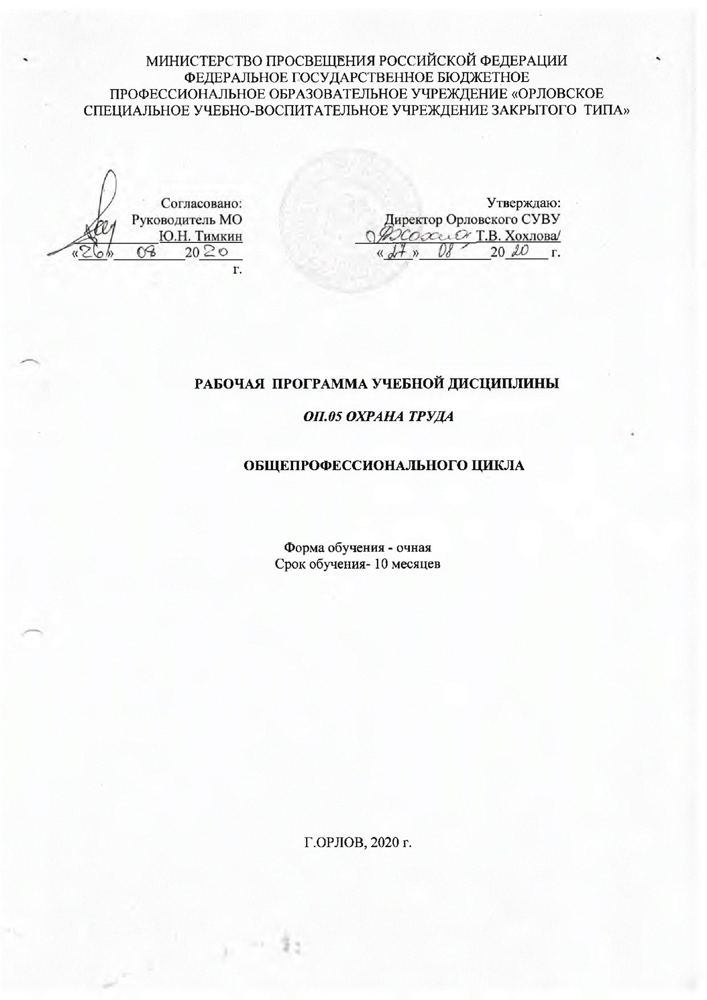 МИНИСТЕРСТВО ПРОСВЕЩЕНИЯ РОССИЙСКОЙ ФЕДЕРАЦИИ
ФЕДЕРАЛЬНОЕ ГОСУДАРСТВЕННОЕ БЮДЖЕТНОЕ
ПРОФЕССИОНАЛЬНОЕ ОБРАЗОВАТЕЛЬНОЕ УЧРЕЖДЕНИЕ «ОРЛОВСКОЕ
СПЕЦИАЛЬНОЕ УЧЕБНО-ВОСПИТАТЕЛЬНОЕ УЧРЕЖДЕНИЕ ЗАКРЫТОГО ТИПА»
Согласовано:
Руководитель МО
Ю.Н. Тимкин
«26» 08 2020
г.
Утверждаю:
Директор Орловского СУВУ
Т.В. Хохлова/
«27» 08 2020 г.
РАБОЧАЯ ПРОГРАММА УЧЕБНОЙ ДИСЦИПЛИНЫ
ОП.05 ОХРАНА ТРУДА
ОБЩЕПРОФЕССИОНАЛЬНОГО ЦИКЛА
Форма обучения - очная
Срок обучения- 10 месяцев
Г.ОРЛОВ, 2020 г.